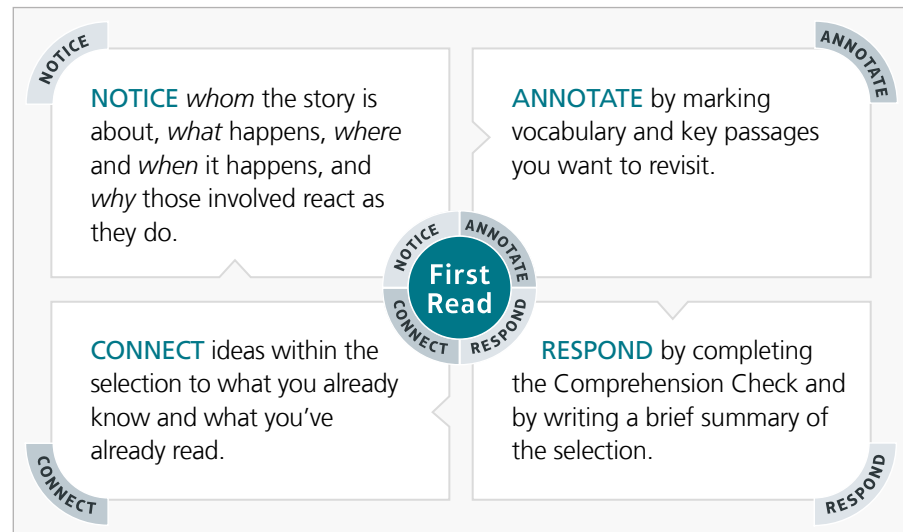 NOTICE
NOTICE whom the story is
about, what happens, where
and when it happens, and
why those involved react as
they do.
ANNOTATE
ANNOTATE by marking
vocabulary and key passages
you want to revisit.
NOTICE
ANNOTATE
First
Read
CONNECT
RESPOND
CONNECT ideas within the
selection to what you already
know and what you've
already read.
CONNECT
RESPOND by completing
the Comprehension Check and
by writing a brief summary of
the selection.
RESPOND